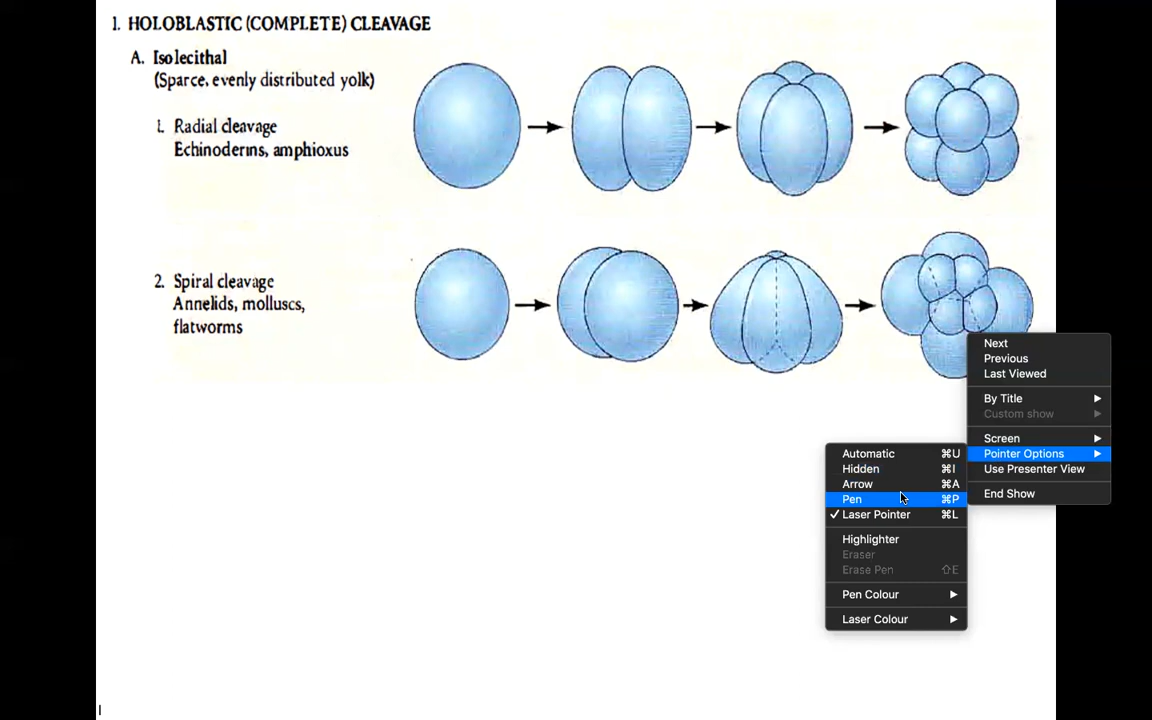 1. HOLOBLASTIC (COMPLETE) CLEAVAGE
A. Isolecithal
(Sparce, evenly distributed yolk)
1. Radial cleavage
Echinoderms, amphioxus
2. Spiral cleavage
Annelids, molluscs,
flatworms
Next
Previous
Last Viewed
By Title
Custom show
Screen
Pointer Options
Use Presenter View
End Show
Automatic ⌘U
Hidden ⌘I
Arrow ⌘A
Pen ⌘P
✓ Laser Pointer ⌘L
Highlighter
Eraser
Erase Pen ⇧E
Pen Colour
Laser Colour